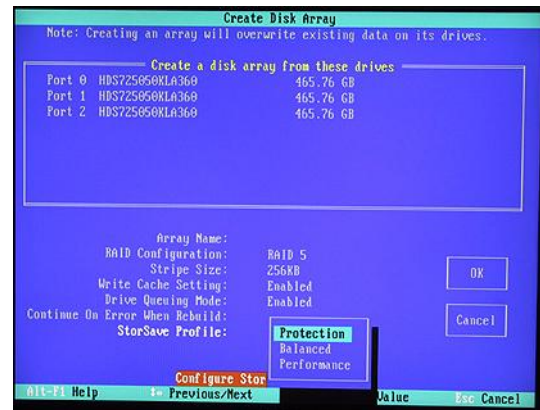 Create Disk Array
Note: Creating an array will overwrite existing data on its drives.
Create a disk array from these drives
Port 0 HDS725050KLA360 465.76 GB
Port 1 HDS725050KLA360 465.76 GB
Port 2 HDS725050KLA360 465.76 GB
Array Name:
RAID Configuration: RAID 5
Stripe Size: 256KB
Write Cache Setting: Enabled
Drive Queuing Mode: Enabled
Continue On Error When Rebuild:
StorSave Profile: Protection
Balanced
Performance
OK
Cancel
Configure Stor
Alt-F1 Help Previous/Next Value Esc Cancel